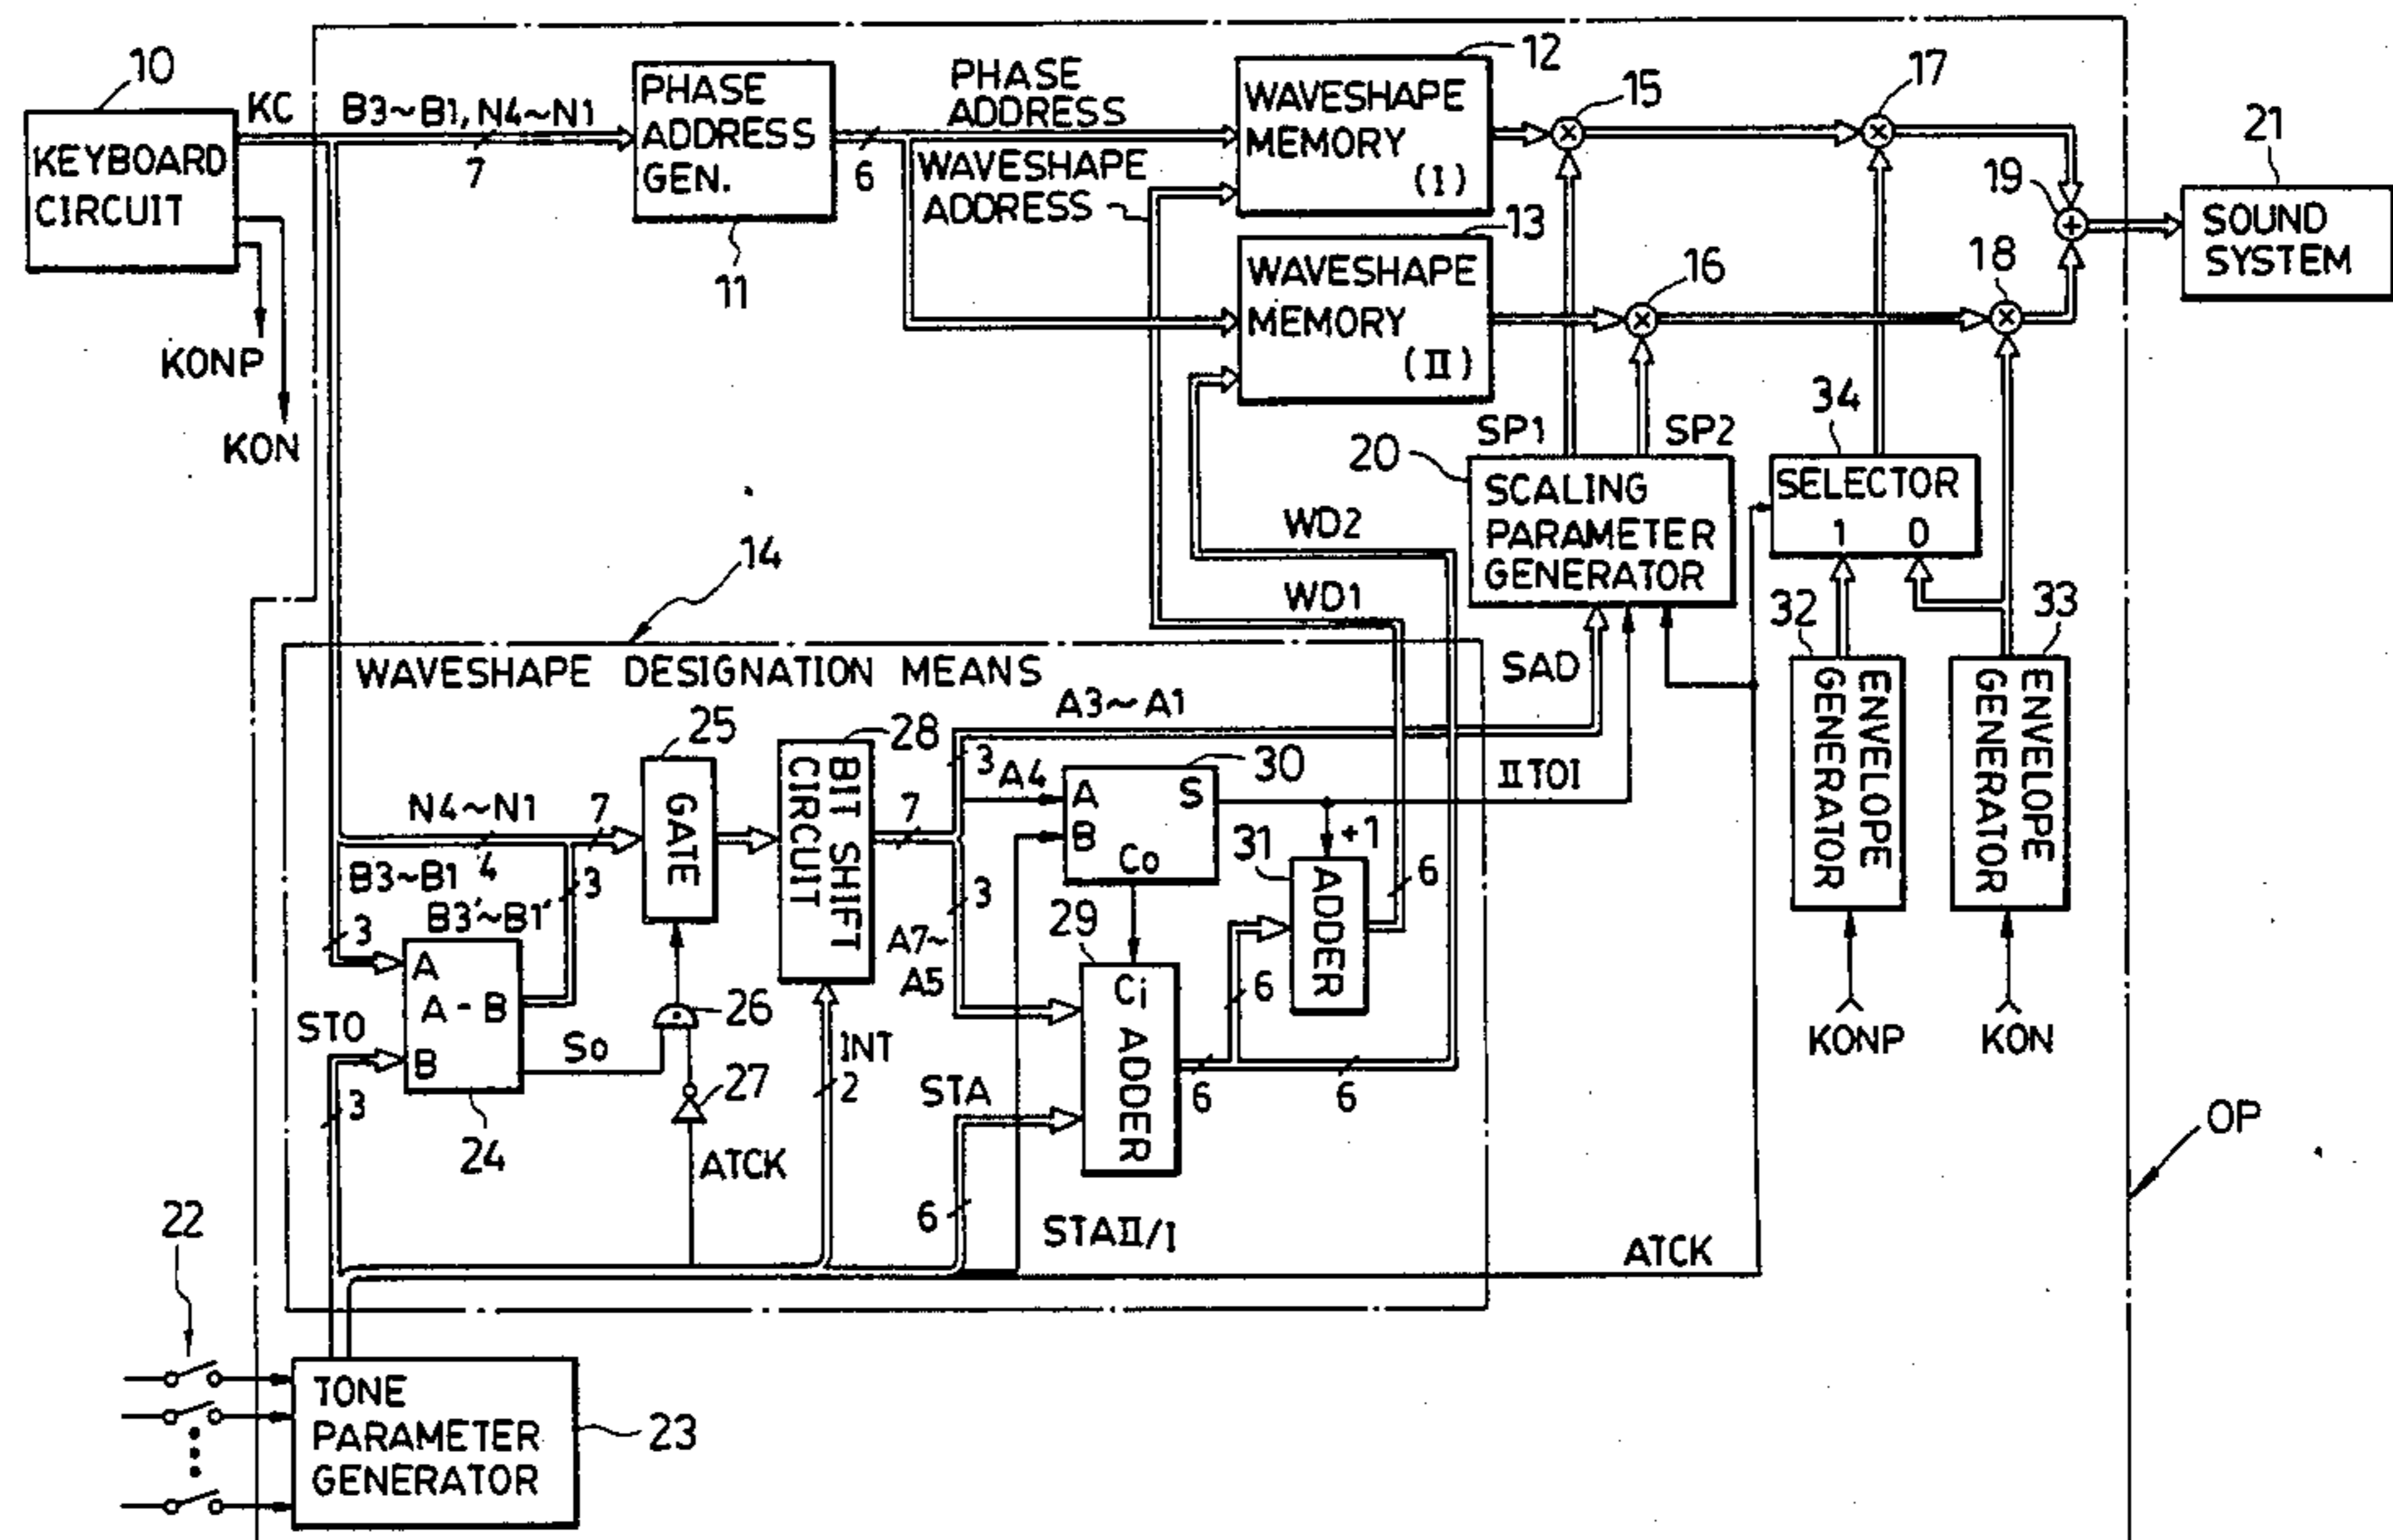 10
KEYBOARD
CIRCUIT
KC
B3~B1, N4~N1
7
KONP
KON
PHASE
ADDRESS
GEN.
11
6
PHASE
ADDRESS
WAVESHAPE
ADDRESS
12
WAVESHAPE
MEMORY
(I)
13
WAVESHAPE
MEMORY
(II)
15
16
17
18
19
21
SOUND
SYSTEM
SP1
SP2
20
SCALING
PARAMETER
GENERATOR
34
SELECTOR
1 0
WD2
WD1
14
WAVESHAPE DESIGNATION MEANS
SAD
A3~A1
32
ENVELOPE
GENERATOR
33
ENVELOPE
GENERATOR
KONP
KON
25
GATE
28
BIT SHIFT
CIRCUIT
7
3
A4
30
A S
B
Co
IITOI
+1
31
ADDER
6
N4~N1
4
7
B3~B1
B3'~B1'
3
3
A
A-B
B
24
STO
3
So
26
27
ATCK
INT
2
3
A7~
A5
29
Ci
ADDER
6
6
6
STA
6
STAII/I
ATCK
OP
22
TONE
PARAMETER
GENERATOR
23